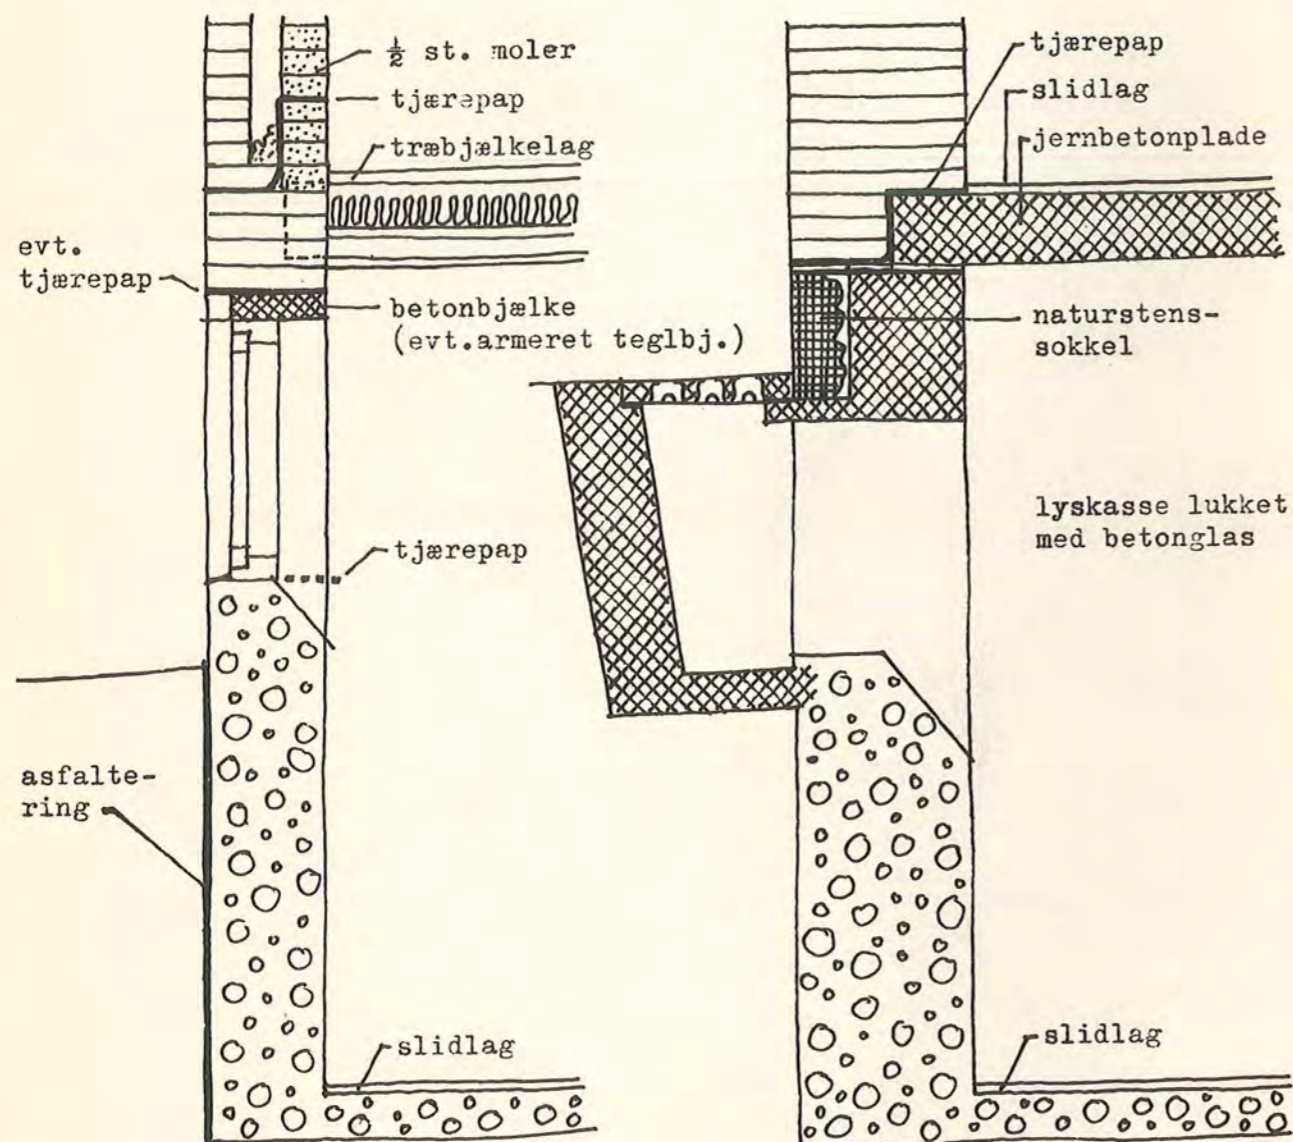 ½ st. moler
tjærepap
træbjælkelag
evt.
tjærepap
betonbjælke
(evt.armeret teglbj.)
tjærepap
asfalte-
ring
slidlag
tjærepap
slidlag
jernbetonplade
naturstens-
sokkel
lyskasse lukket
med betonglas
slidlag